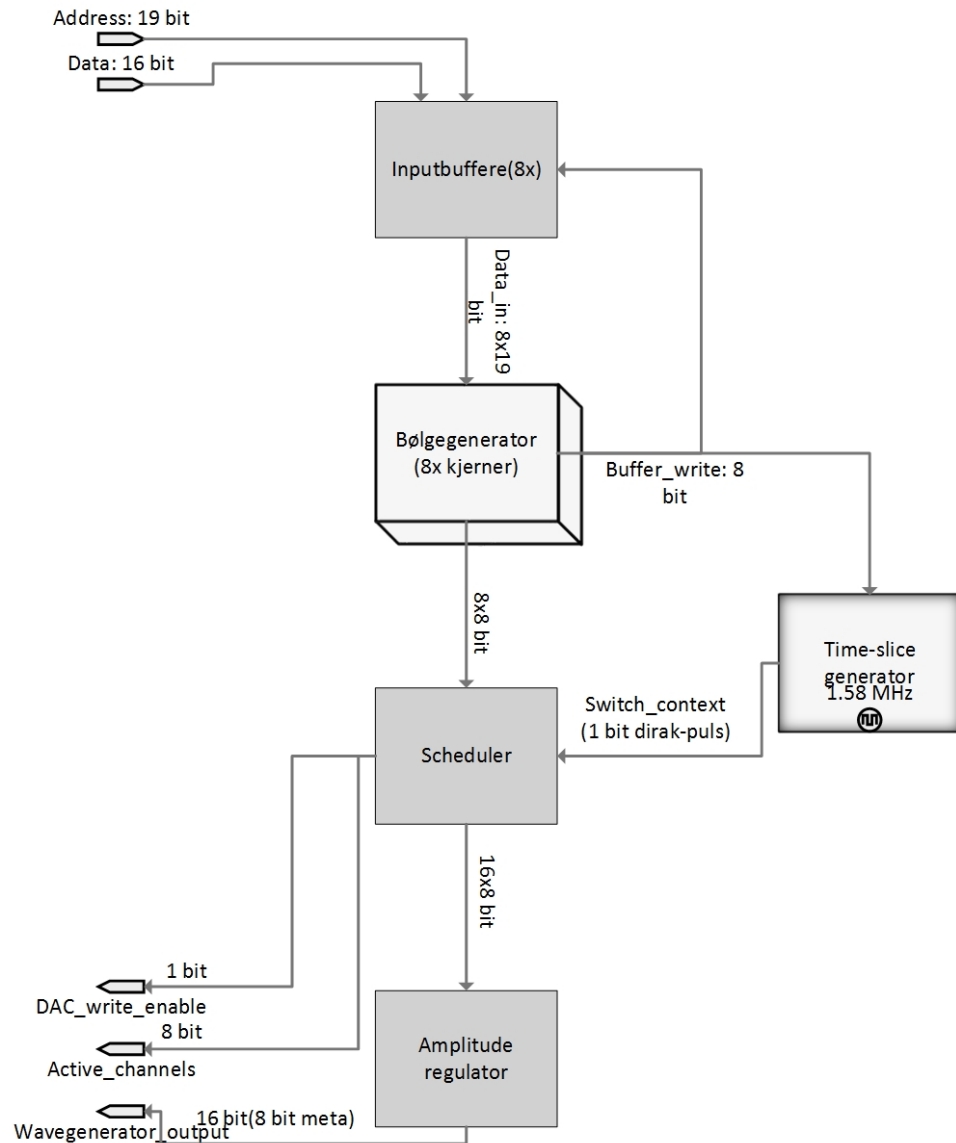 Address: 19 bit
Data: 16 bit
Inputbuffere(8x)
Data_in: 8x19
bit
Bølgegenerator
(8x kjerner)
Buffer_write: 8
bit
8x8 bit
Time-slice
generator
1.58 MHz
Switch_context
(1 bit dirak-puls)
Scheduler
16x8 bit
1 bit
DAC_write_enable
8 bit
Active_channels
Amplitude
regulator
16 bit(8 bit meta)
Wavegenerator_output